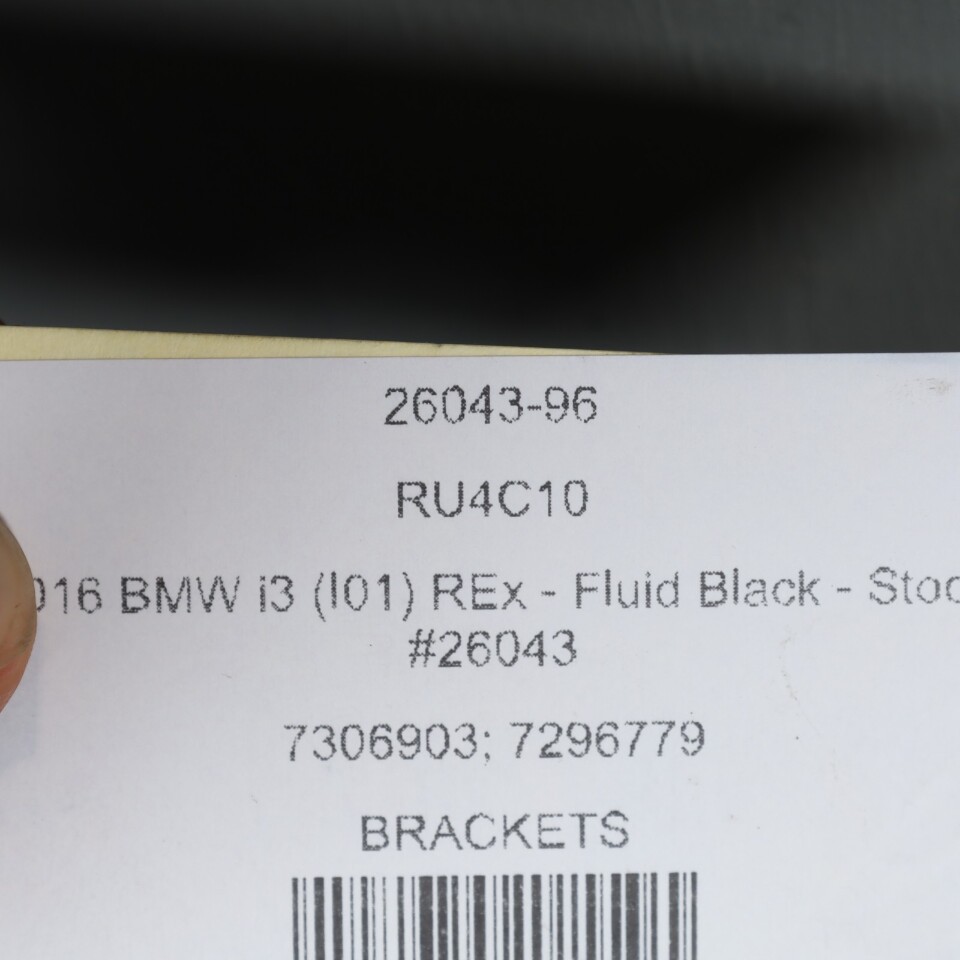 26043-96
RU4C10
016 BMW i3 (I01) REx - Fluid Black - Stoc
#26043
7306903; 7296779
BRACKETS